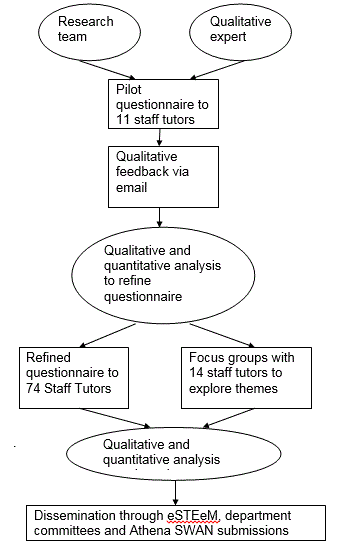 Research
team
Qualitative
expert
Pilot
questionnaire to
11 staff tutors
Qualitative
feedback via
email
Qualitative and
quantitative analysis
to refine
questionnaire
Refined
questionnaire to
74 Staff Tutors
Focus groups with
14 staff tutors to
explore themes
Qualitative and
quantitative analysis
Dissemination through eSTEeM, department
committees and Athena SWAN submissions